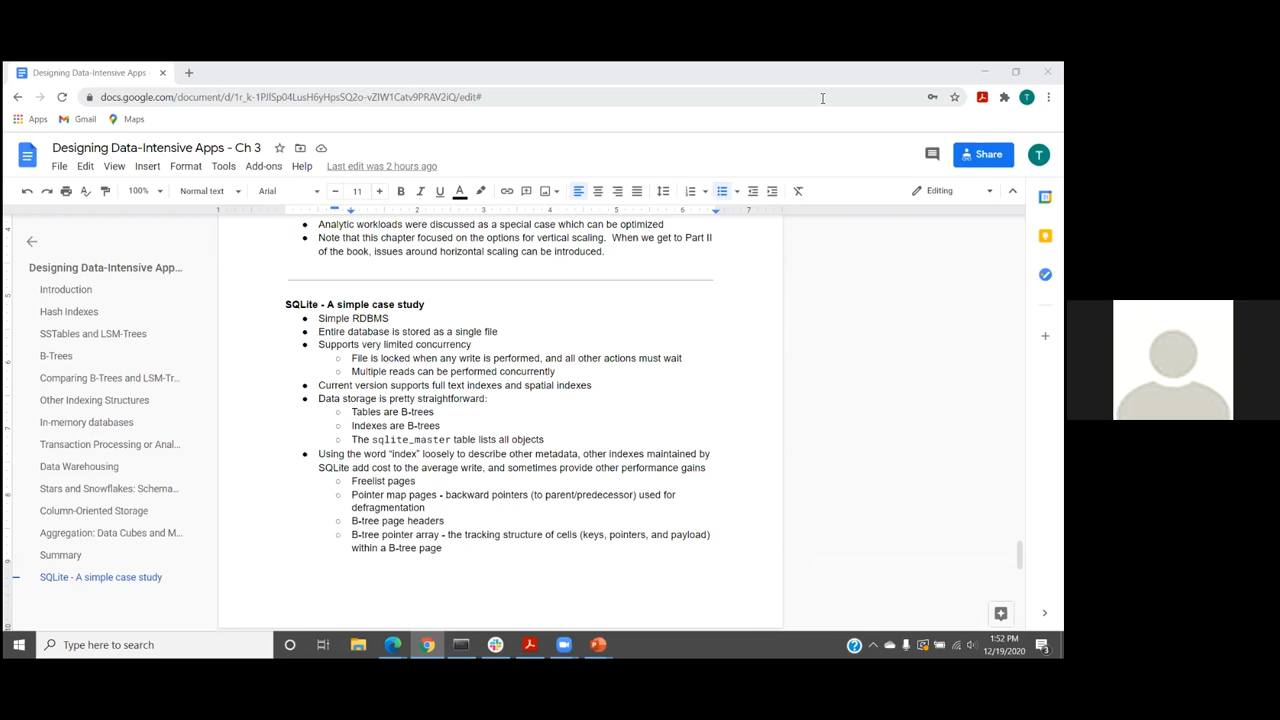 Designing Data-Intensive Apps
docs.google.com/document/d/1r_k-1PJlSp04LusH6yHpsSQ2o-vZIW1Catv9PRAV2iQ/edit#
Apps Gmail Maps
Designing Data-Intensive Apps - Ch 3
File Edit View Insert Format Tools Add-ons Help Last edit was 2 hours ago
Share
T
T
100% Normal text Arial 11 B I U A Editing
1 1 2 3 4 5 6 7
Designing Data-Intensive App...
Introduction
Hash Indexes
SSTables and LSM-Trees
B-Trees
Comparing B-Trees and LSM-Tr...
Other Indexing Structures
In-memory databases
Transaction Processing or Anal...
Data Warehousing
Stars and Snowflakes: Schema...
Column-Oriented Storage
Aggregation: Data Cubes and M...
Summary
SQLite - A simple case study
Analytic workloads were discussed as a special case which can be optimized
Note that this chapter focused on the options for vertical scaling. When we get to Part II
of the book, issues around horizontal scaling can be introduced.
SQLite - A simple case study
Simple RDBMS
Entire database is stored as a single file
Supports very limited concurrency
File is locked when any write is performed, and all other actions must wait
Multiple reads can be performed concurrently
Current version supports full text indexes and spatial indexes
Data storage is pretty straightforward:
Tables are B-trees
Indexes are B-trees
The sqlite_master table lists all objects
Using the word “index” loosely to describe other metadata, other indexes maintained by
SQLite add cost to the average write, and sometimes provide other performance gains
Freelist pages
Pointer map pages - backward pointers (to parent/predecessor) used for
defragmentation
B-tree page headers
B-tree pointer array - the tracking structure of cells (keys, pointers, and payload)
within a B-tree page
Type here to search
1:52 PM
12/19/2020
3